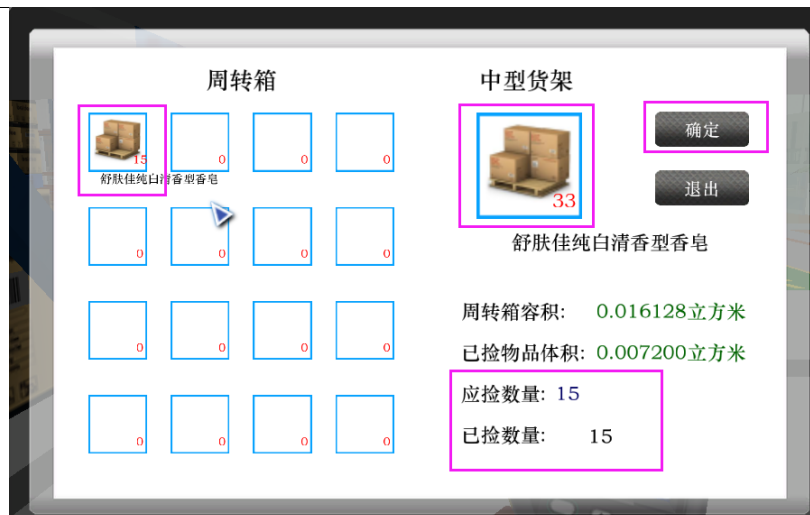 周转箱
中型货架
15
0
0
0
舒肤佳纯白清香型香皂
33
确定
退出
0
0
0
0
舒肤佳纯白清香型香皂
0
0
0
0
周转箱容积: 0.016128立方米
已捡物品体积: 0.007200立方米
应捡数量: 15
已捡数量: 15
0
0
0
0